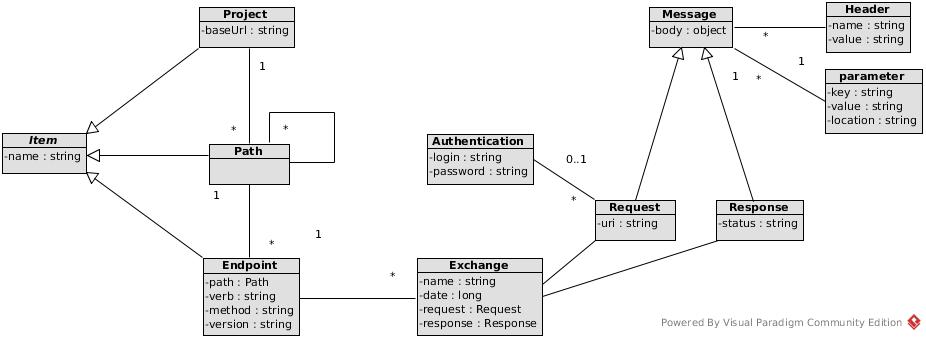 Project
-baseUrl : string
Message
-body : object
Header
-name : string
-value : string
*
1
1
1
*
parameter
-key : string
-value : string
-location : string
*
*
Item
-name : string
Path
Authentication
-login : string
-password : string
0..1
*
1
Request
-uri : string
Response
-status : string
*
1
Endpoint
-path : Path
-verb : string
-method : string
-version : string
*
Exchange
-name : string
-date : long
-request : Request
-response : Response
Powered By Visual Paradigm Community Edition